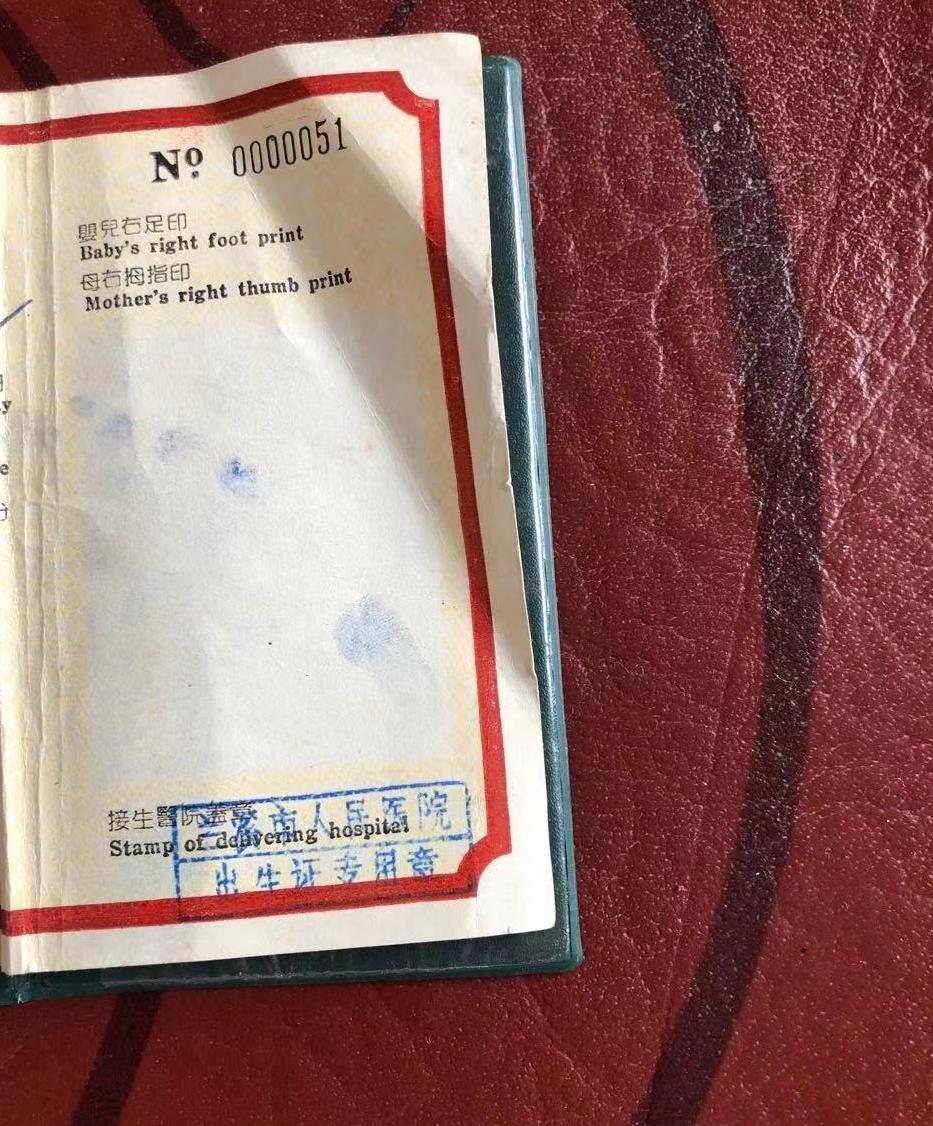 Nº 0000051
嬰兒右足印
Baby's right foot print
母右拇指印
Mother's right thumb print
接生醫院蓋章
Stamp of delivering hospital
市人民医院
出生证专用章